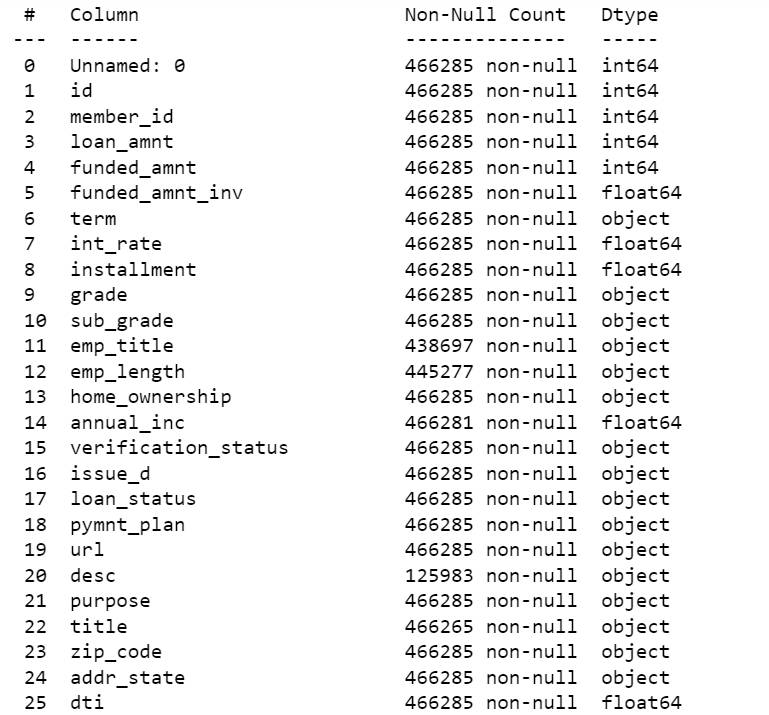 #   Column                       Non-Null Count   Dtype
--- ------                       --------------   -----
0   Unnamed: 0                   466285 non-null  int64
1   id                           466285 non-null  int64
2   member_id                    466285 non-null  int64
3   loan_amnt                    466285 non-null  int64
4   funded_amnt                  466285 non-null  int64
5   funded_amnt_inv              466285 non-null  float64
6   term                         466285 non-null  object
7   int_rate                     466285 non-null  float64
8   installment                  466285 non-null  float64
9   grade                        466285 non-null  object
10  sub_grade                    466285 non-null  object
11  emp_title                    438697 non-null  object
12  emp_length                   445277 non-null  object
13  home_ownership               466285 non-null  object
14  annual_inc                   466281 non-null  float64
15  verification_status          466285 non-null  object
16  issue_d                      466285 non-null  object
17  loan_status                  466285 non-null  object
18  pymnt_plan                   466285 non-null  object
19  url                          466285 non-null  object
20  desc                         125983 non-null  object
21  purpose                      466285 non-null  object
22  title                        466265 non-null  object
23  zip_code                     466285 non-null  object
24  addr_state                   466285 non-null  object
25  dti                          466285 non-null  float64